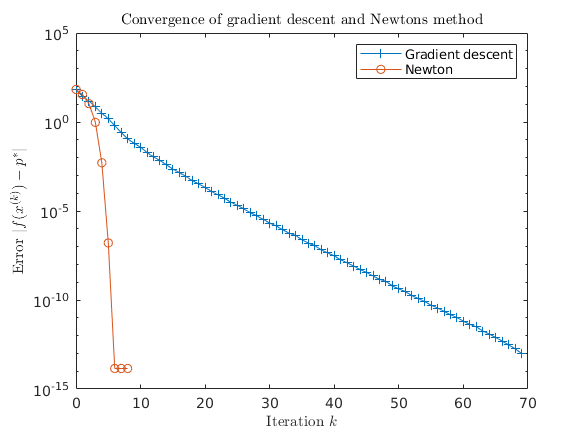 Convergence of gradient descent and Newtons method
Gradient descent
Newton
Error |f(x^{(k)}) − p*|
10^5
10^0
10^{-5}
10^{-10}
10^{-15}
0 10 20 30 40 50 60 70
Iteration k